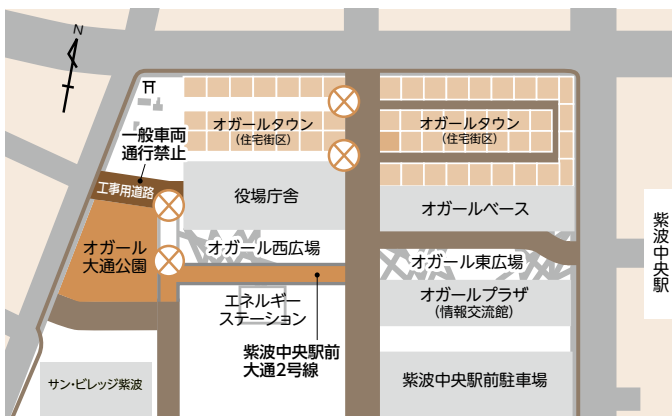 N
一般車両
通行禁止
工事用道路
オガール
大通公園
オガールタウン
(住宅街区)
役場庁舎
オガール西広場
エネルギー
ステーション
紫波中央駅前
大通2号線
サン・ビレッジ紫波
オガールタウン
(住宅街区)
オガールベース
オガール東広場
オガールプラザ
(情報交流館)
紫波中央駅前駐車場
紫波中央駅